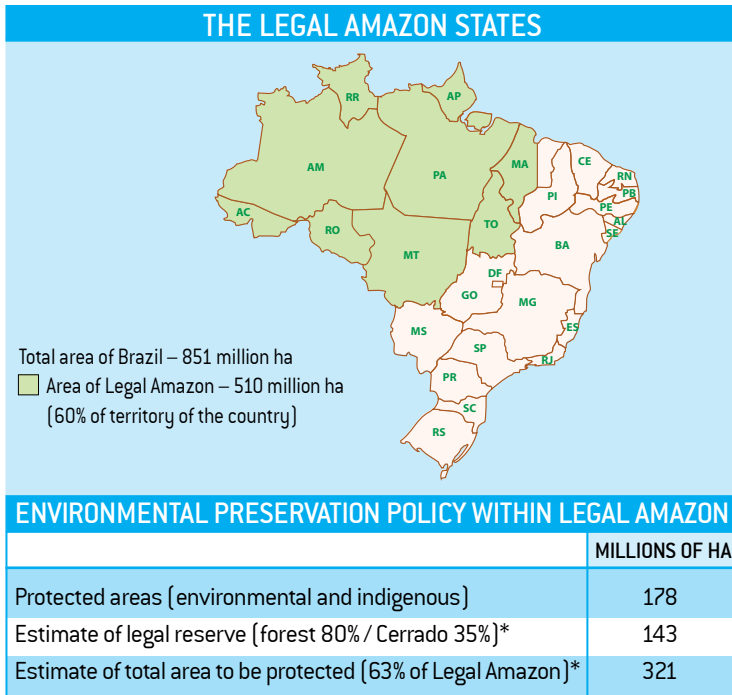 THE LEGAL AMAZON STATES
RR
AP
AM
PA
MA
CE
RN
PB
PI
PE
AL
SE
AC
RO
TO
MT
BA
DF
GO
MG
MS
ES
SP
RJ
PR
SC
RS
Total area of Brazil – 851 million ha
Area of Legal Amazon – 510 million ha
(60% of territory of the country)
ENVIRONMENTAL PRESERVATION POLICY WITHIN LEGAL AMAZON
MILLIONS OF HA
Protected areas (environmental and indigenous) 178
Estimate of legal reserve (forest 80% / Cerrado 35%)* 143
Estimate of total area to be protected (63% of Legal Amazon)* 321